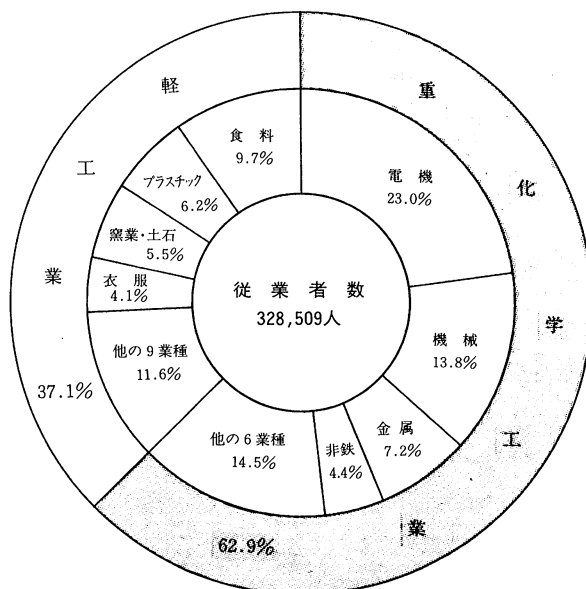 重化学工業
62.9%
軽工業
37.1%
電機
23.0%
機械
13.8%
金属
7.2%
非鉄
4.4%
他の6業種
14.5%
他の9業種
11.6%
衣服
4.1%
窯業・土石
5.5%
プラスチック
6.2%
食料
9.7%
従業者数
328,509人